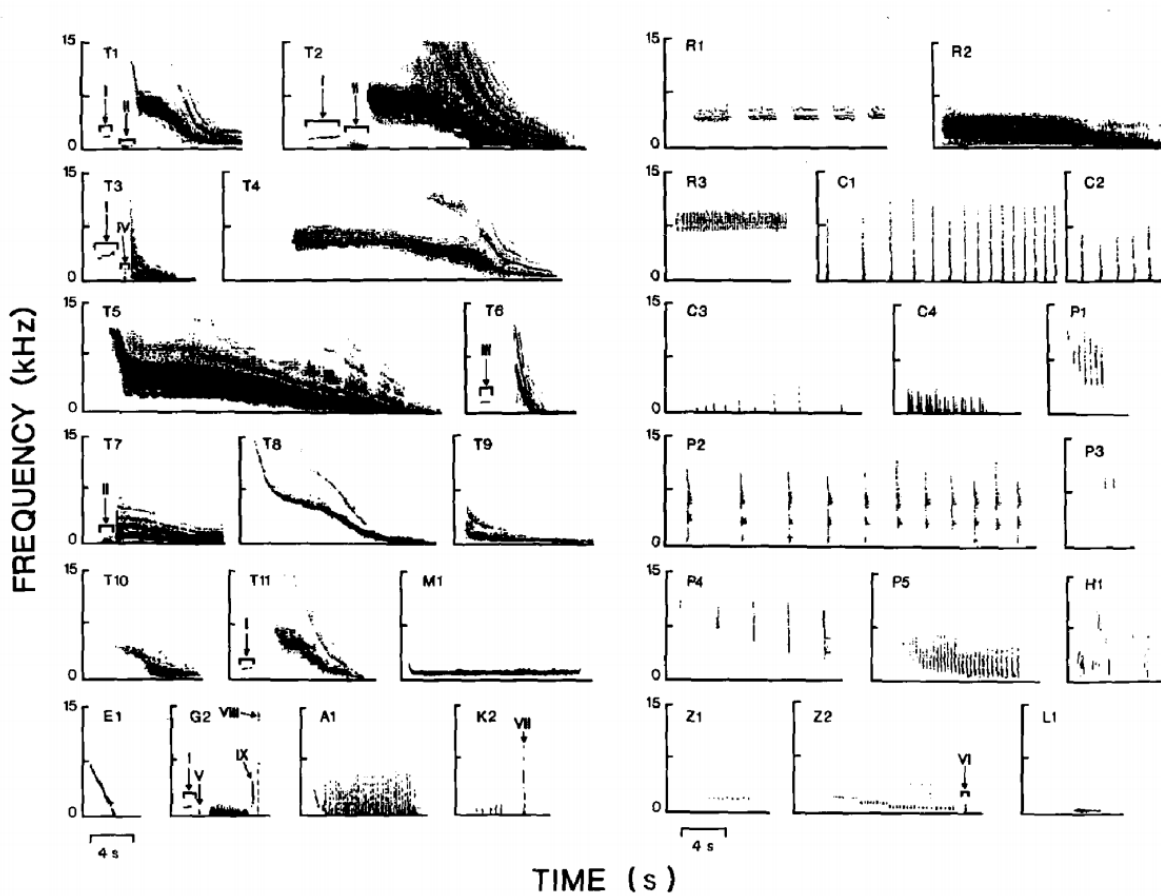 15 T1 T2 15 R1 R2
I II I II
0 0
15 T3 T4 15 R3 C1 C2
I IV
0 0
15 T5 T6 15 C3 C4 P1
III
0 0
15 T7 T8 T9 15 P2 P3
II
0 0
15 T10 T11 M1 15 P4 P5 H1
I
0 0
15 E1 G2 VIII A1 K2 15 Z1 Z2 L1
I V IX VII VI
0 0
4 s 4 s
FREQUENCY (kHz)
TIME (s)